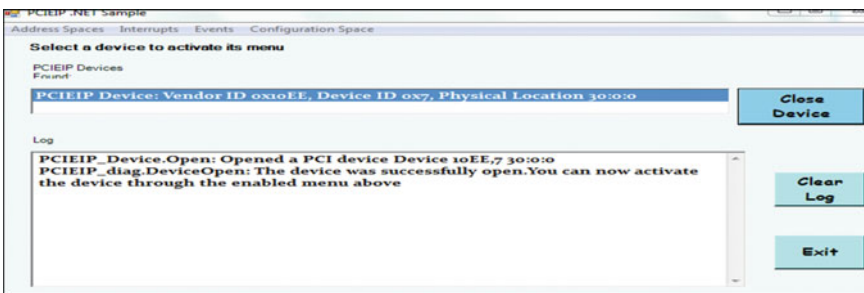 PCIEIP .NET Sample
Address Spaces Interrupts Events Configuration Space
Select a device to activate its menu
PCIEIP Devices
Found:
PCIEIP Device: Vendor ID 0x10EE, Device ID 0x7, Physical Location 30:0:0
Close
Device
Log
PCIEIP_Device.Open: Opened a PCI device Device 10EE,7 30:0:0
PCIEIP_diag.DeviceOpen: The device was successfully open.You can now activate
the device through the enabled menu above
Clear
Log
Exit